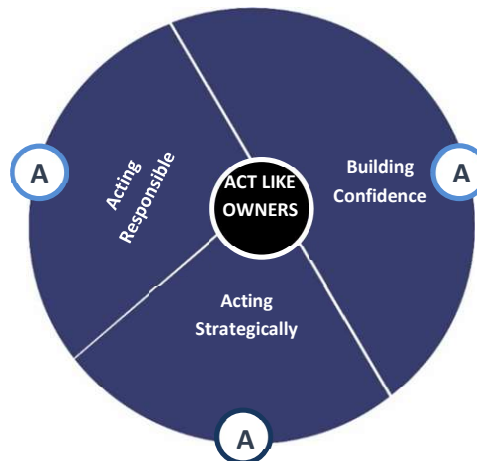 A
Acting
Responsible
ACT LIKE
OWNERS
Building
Confidence
A
Acting
Strategically
A